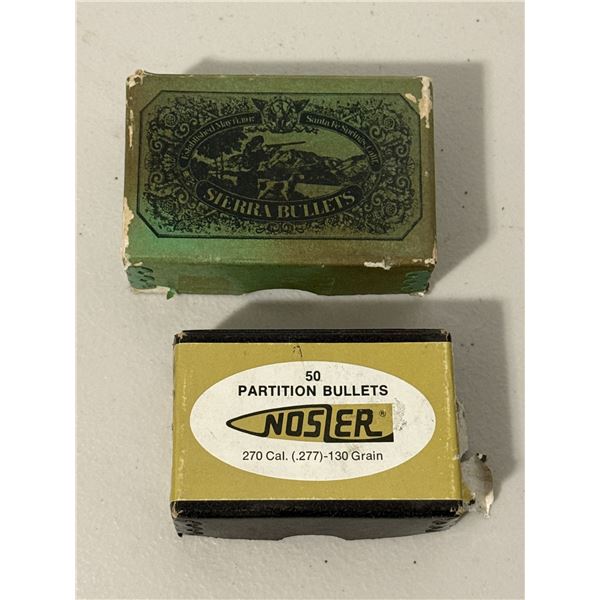 Established May 11, 1947
Santa Fe Springs, Calif.
SIERRA BULLETS
50
PARTITION BULLETS
NOSLER®
270 Cal. (.277)-130 Grain